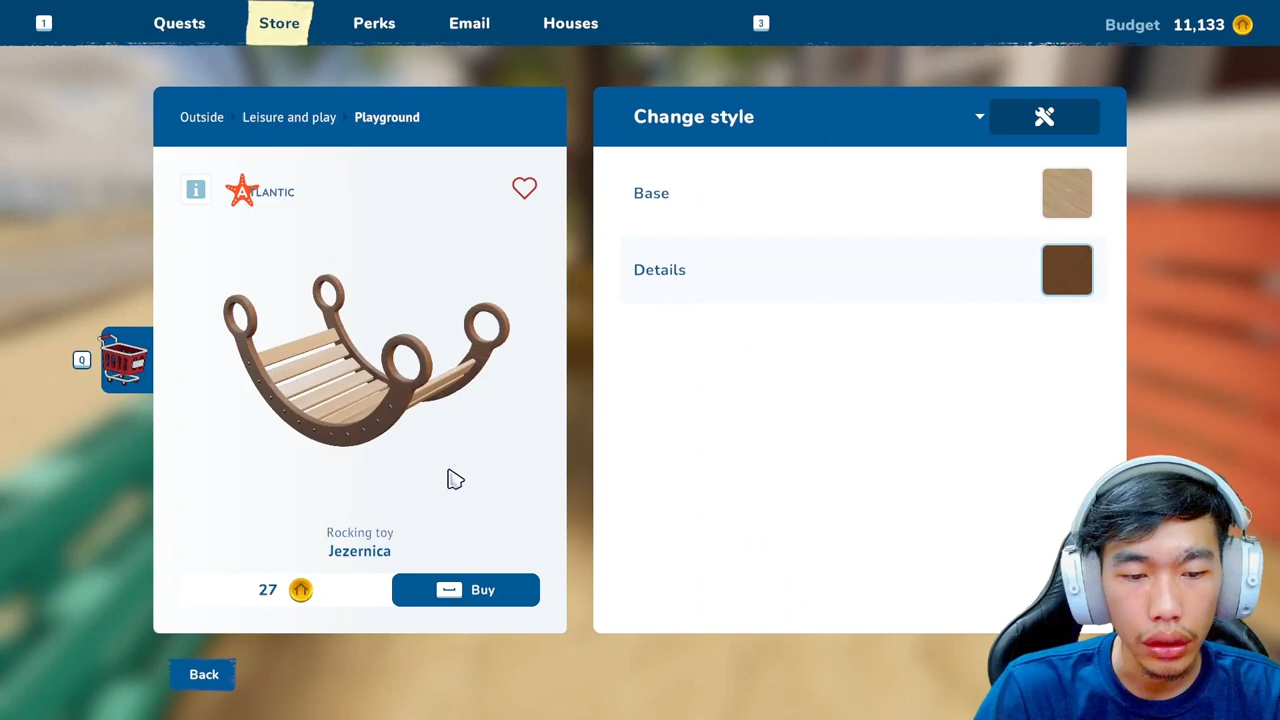 1
Quests
Store
Perks
Email
Houses
3
Budget 11,133
Outside Leisure and play Playground
Change style
i
ATLANTIC
Base
Details
Q
Rocking toy
Jezernica
27
Buy
Back